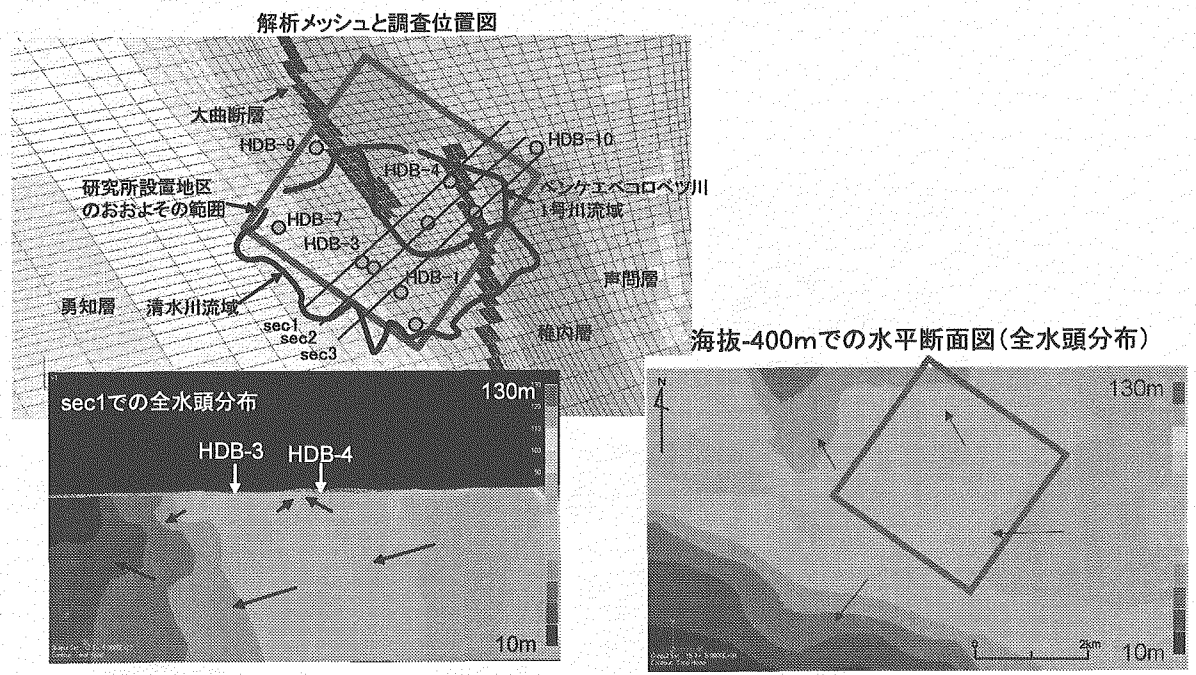 解析メッシュと調査位置図
大曲断層
HDB-9
HDB-10
HDB-4
研究所設置地区
のおおよその範囲
ペンケエベコロベツ川
1号川流域
HDB-7
HDB-3
HDB-1
声問層
勇知層
清水川流域
sec1
sec2
sec3
稚内層
海抜-400mでの水平断面図(全水頭分布)
sec1での全水頭分布
130m
HDB-3
HDB-4
10m
N
130m
0
2km
10m